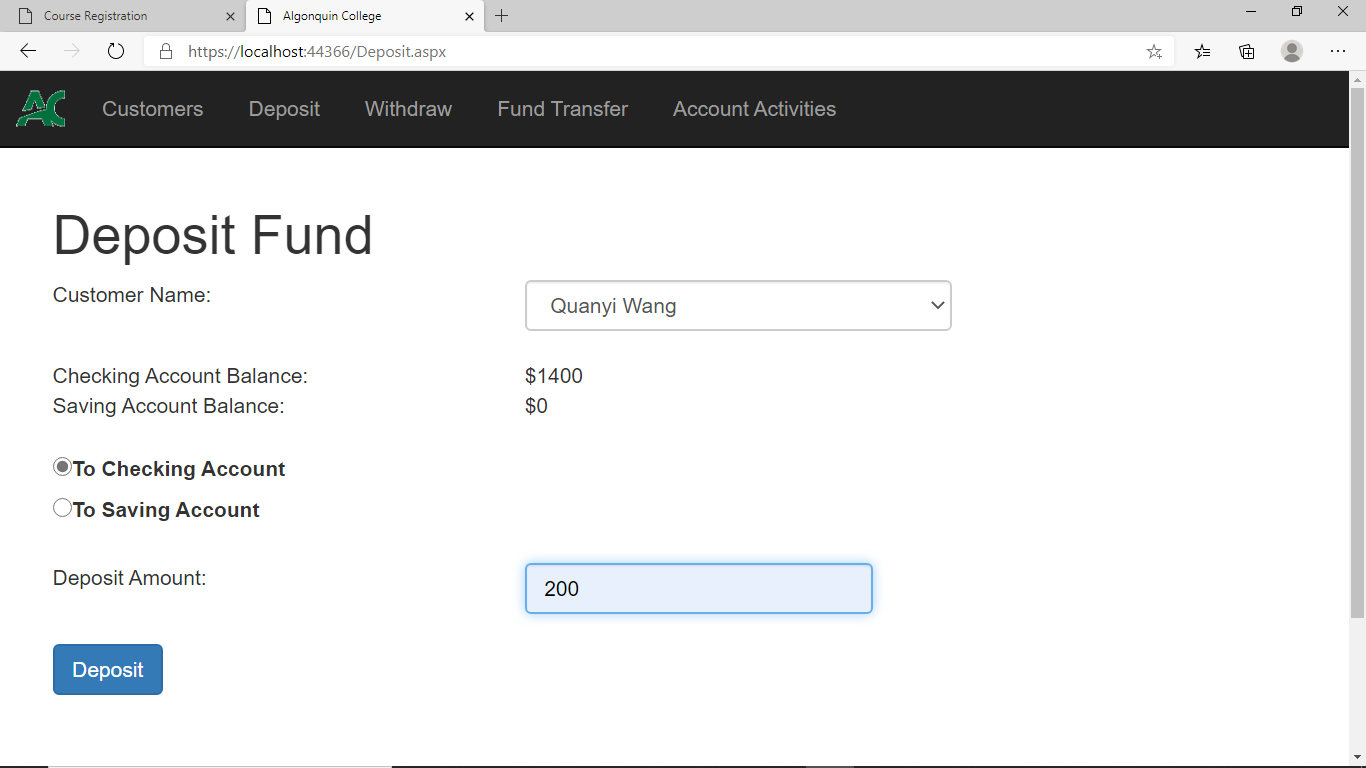 Course Registration
Algonquin College
https://localhost:44366/Deposit.aspx
AC Customers Deposit Withdraw Fund Transfer Account Activities
Deposit Fund
Customer Name: Quanyi Wang
Checking Account Balance: $1400
Saving Account Balance: $0
To Checking Account
To Saving Account
Deposit Amount: 200
Deposit